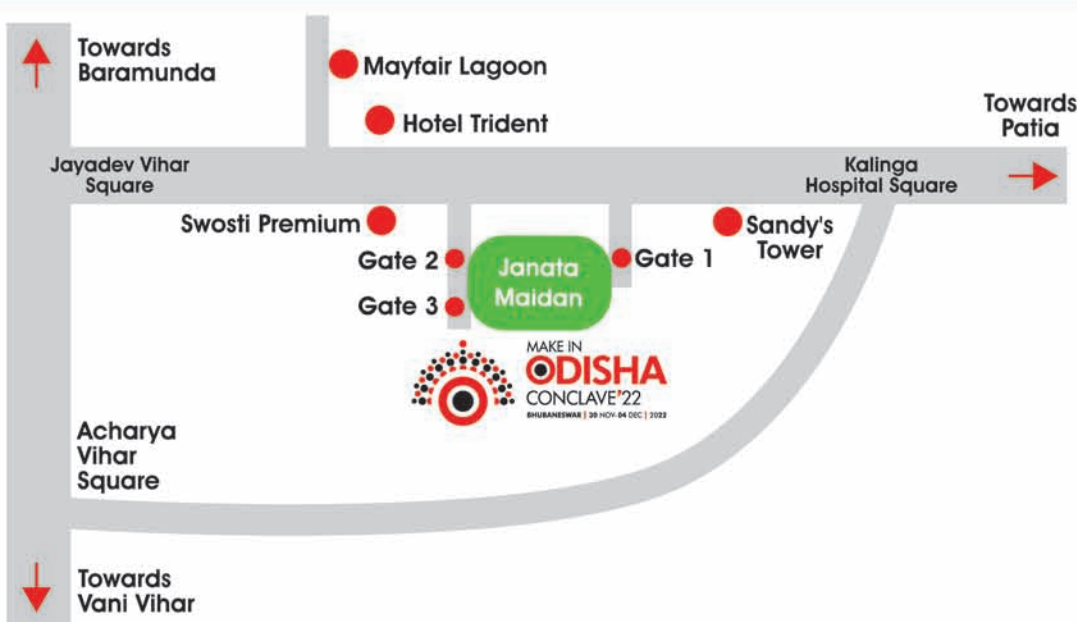 Towards
Baramunda
Mayfair Lagoon
Hotel Trident
Towards
Patia
Jayadev Vihar
Square
Kalinga
Hospital Square
Swosti Premium
Sandy's
Tower
Gate 2
Janata
Maidan
Gate 1
Gate 3
MAKE IN
ODISHA
CONCLAVE'22
BHUBANESWAR | 30 NOV-04 DEC | 2022
Acharya
Vihar
Square
Towards
Vani Vihar